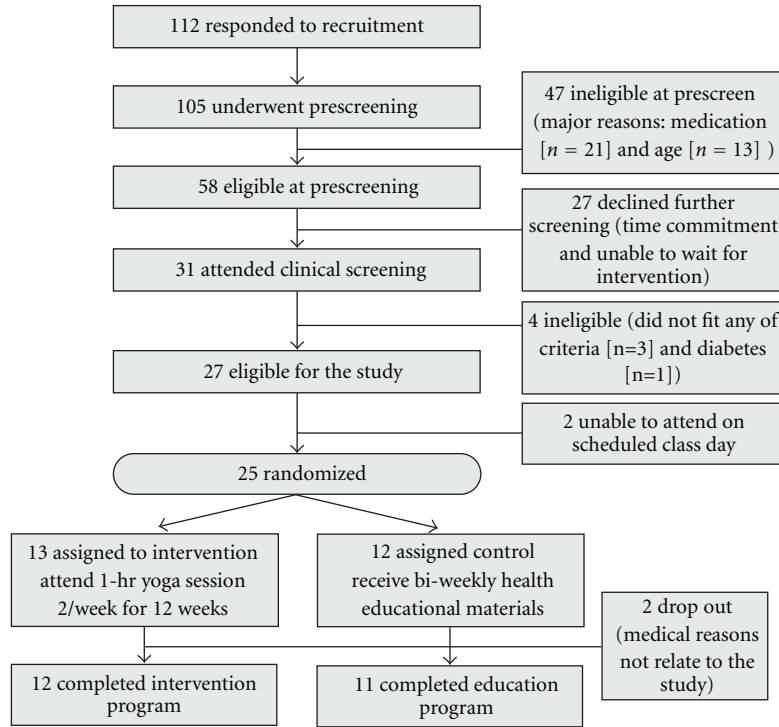 112 responded to recruitment
105 underwent prescreening
47 ineligible at prescreen
(major reasons: medication
[n = 21] and age [n = 13] )
58 eligible at prescreening
27 declined further
screening (time commitment
and unable to wait for
intervention)
31 attended clinical screening
4 ineligible (did not fit any of
criteria [n=3] and diabetes
[n=1])
27 eligible for the study
2 unable to attend on
scheduled class day
25 randomized
13 assigned to intervention
attend 1-hr yoga session
2/week for 12 weeks
12 assigned control
receive bi-weekly health
educational materials
2 drop out
(medical reasons
not relate to the
study)
12 completed intervention
program
11 completed education
program